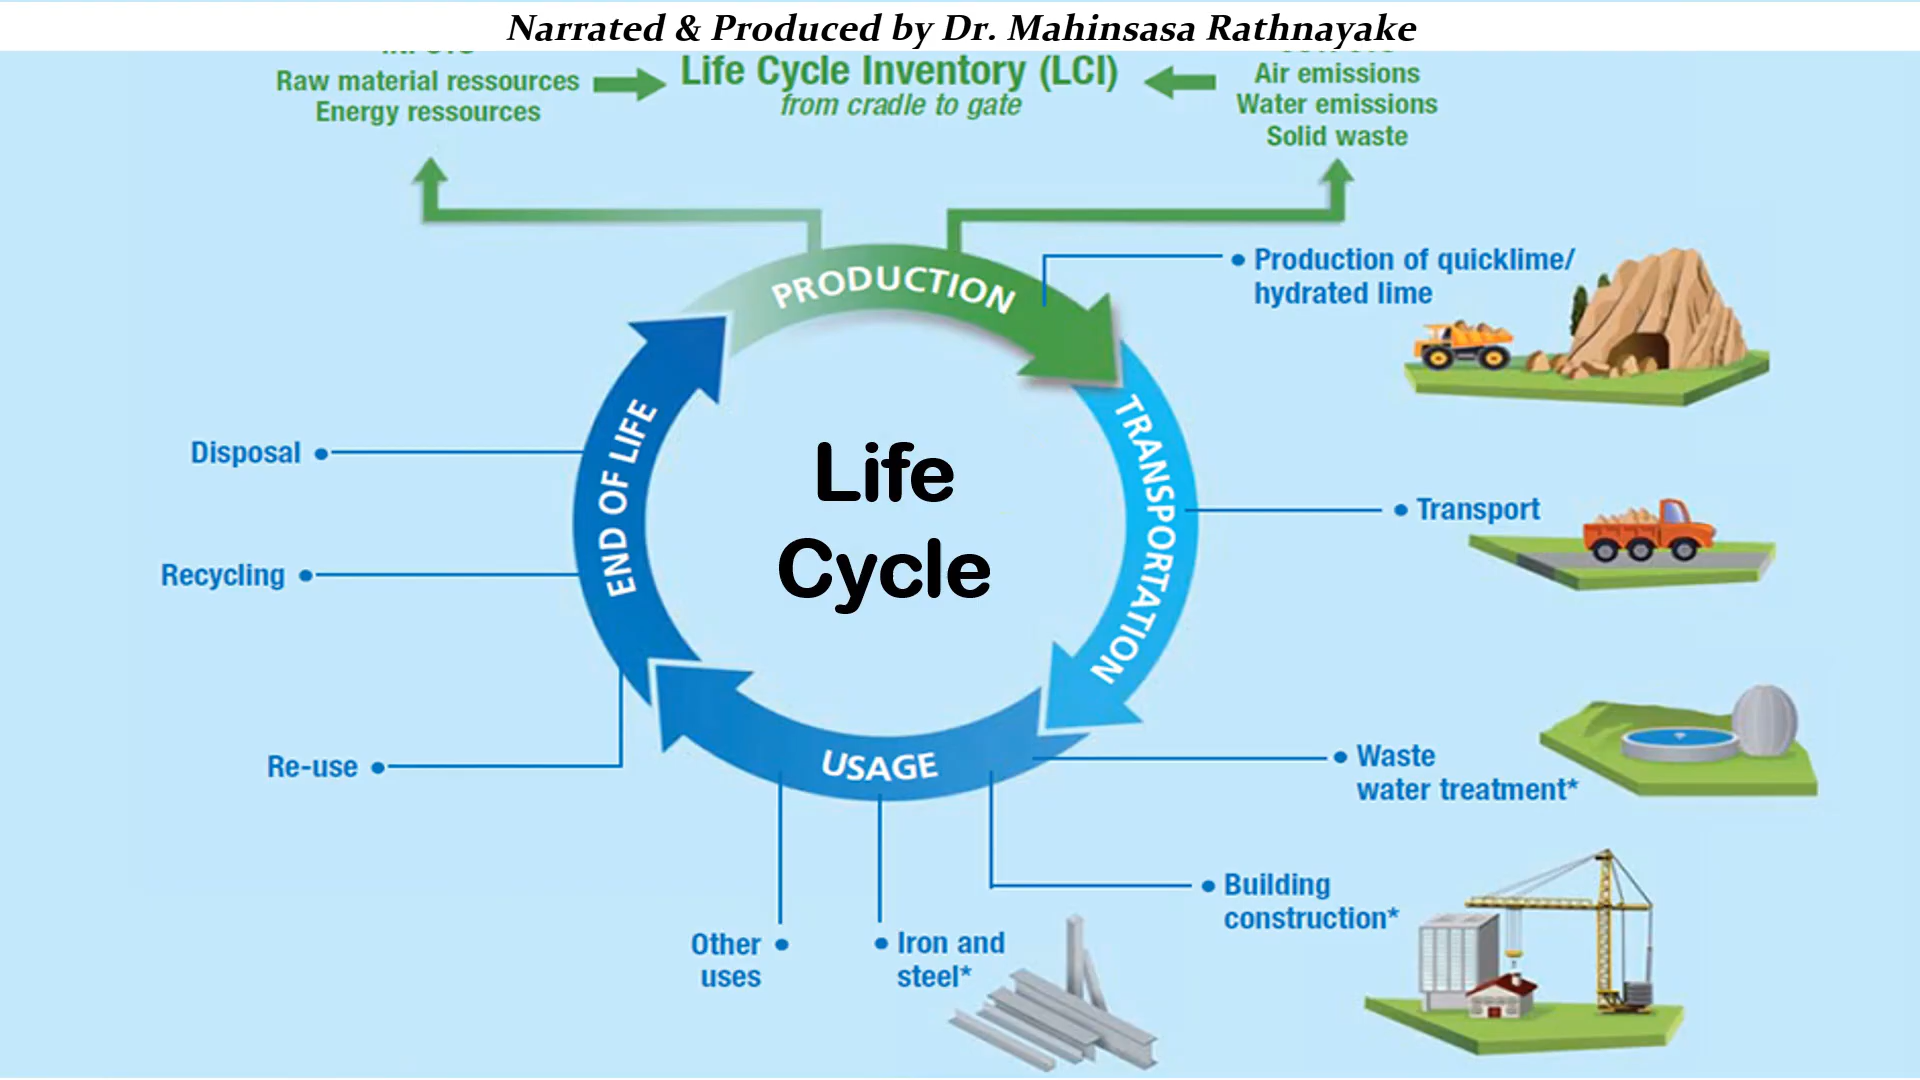 Narrated & Produced by Dr. Mahinsasa Rathnayake
Raw material ressources
Energy ressources
Life Cycle Inventory (LCI)
from cradle to gate
Air emissions
Water emissions
Solid waste
PRODUCTION
Production of quicklime/
hydrated lime
TRANSPORTATION
Transport
END OF LIFE
Disposal
Recycling
Re-use
Life
Cycle
USAGE
Waste
water treatment*
Building
construction*
Iron and
steel*
Other
uses